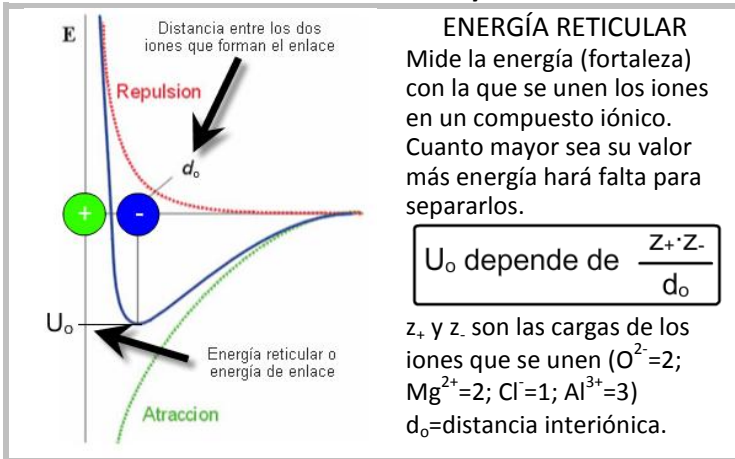 E
Distancia entre los dos
iones que forman el enlace
Repulsion
dₒ
+
-
Uₒ
Energía reticular o
energía de enlace
Atraccion
ENERGÍA RETICULAR
Mide la energía (fortaleza)
con la que se unen los iones
en un compuesto iónico.
Cuanto mayor sea su valor
más energía hará falta para
separarlos.
Uₒ depende de z₊·z₋ / dₒ
z₊ y z₋ son las cargas de los
iones que se unen (O²⁻=2;
Mg²⁺=2; Cl⁻=1; Al³⁺=3)
dₒ=distancia interiónica.